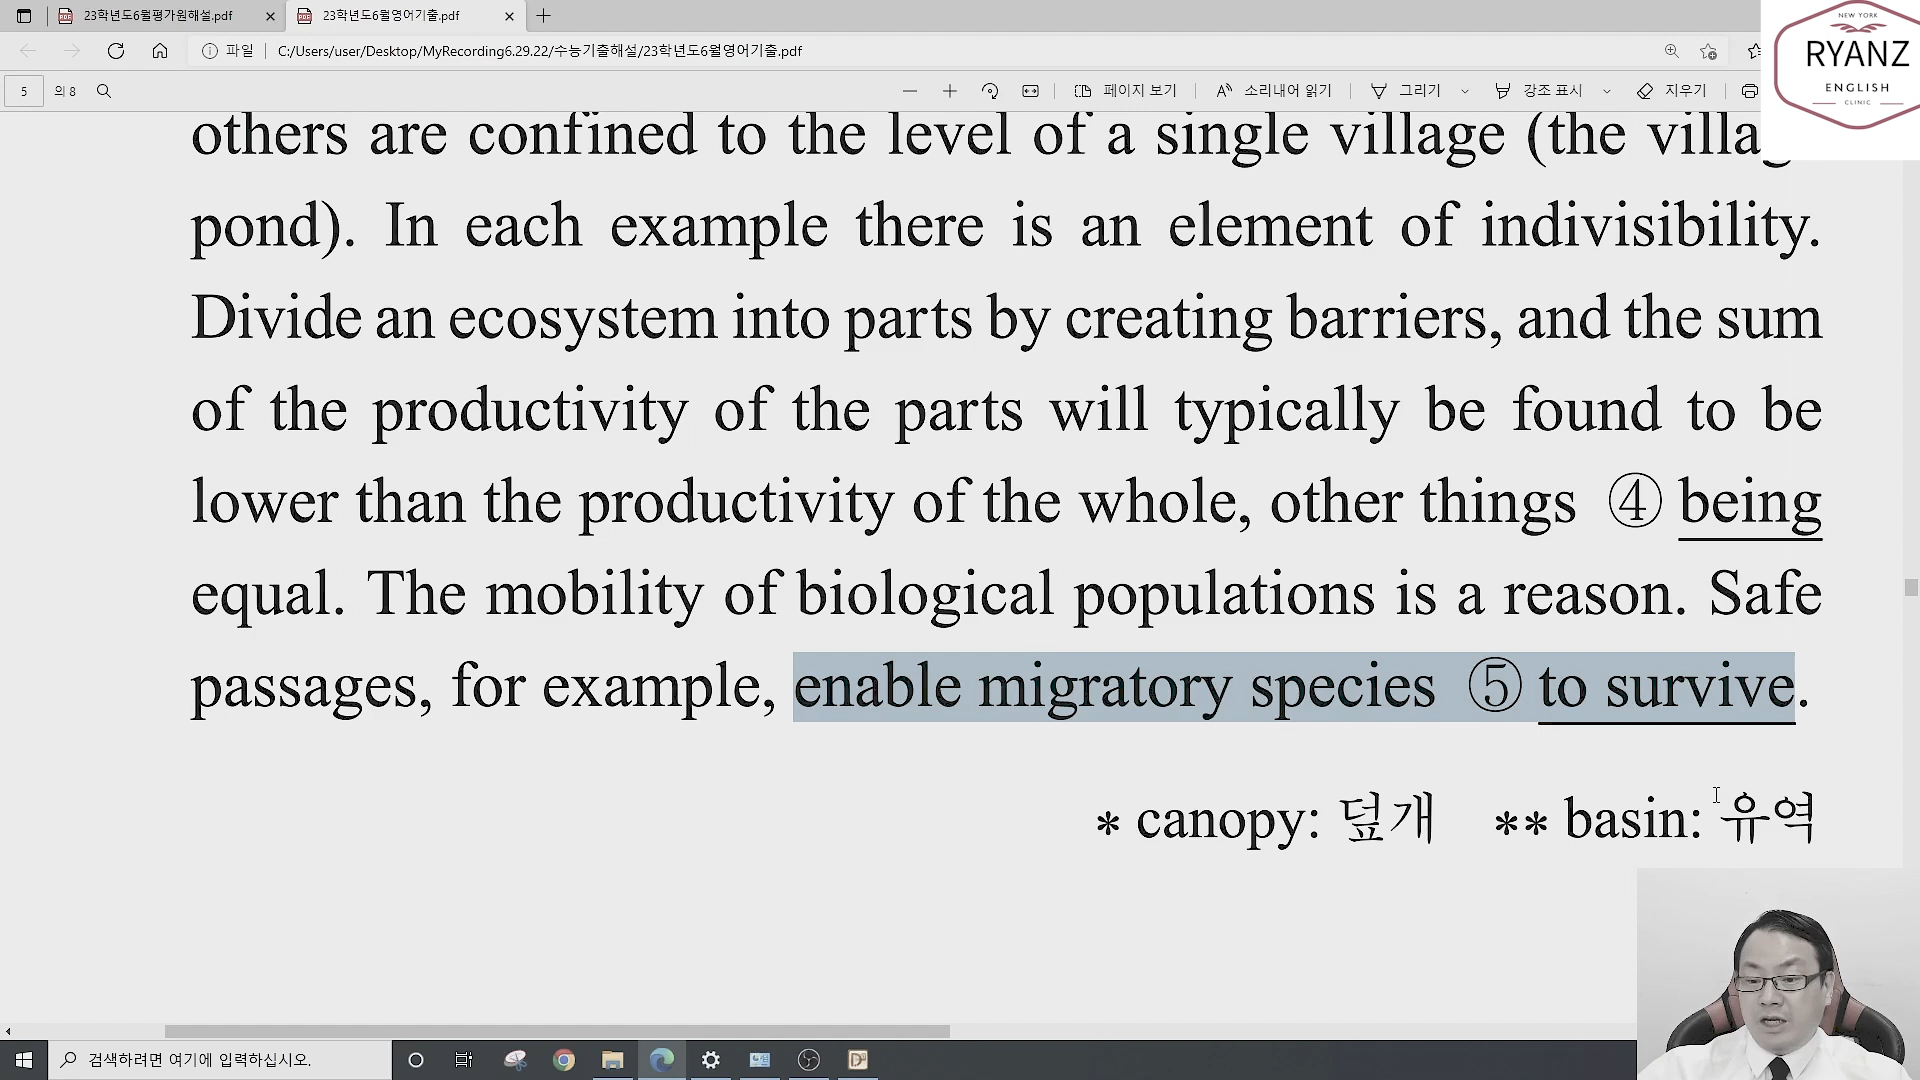 23학년도6월평가원해설.pdf
23학년도6월영어기출.pdf
파일
C:/Users/user/Desktop/MyRecording6.29.22/수능기출해설/23학년도6월영어기출.pdf
5 의 8
페이지 보기
소리내어 읽기
그리기
강조 표시
지우기
NEW YORK
RYANZ
ENGLISH
CLINIC
others are confined to the level of a single village (the villag
pond). In each example there is an element of indivisibility.
Divide an ecosystem into parts by creating barriers, and the sum
of the productivity of the parts will typically be found to be
lower than the productivity of the whole, other things ④ being
equal. The mobility of biological populations is a reason. Safe
passages, for example, enable migratory species ⑤ to survive.
* canopy: 덮개 ** basin: 유역
검색하려면 여기에 입력하십시오.